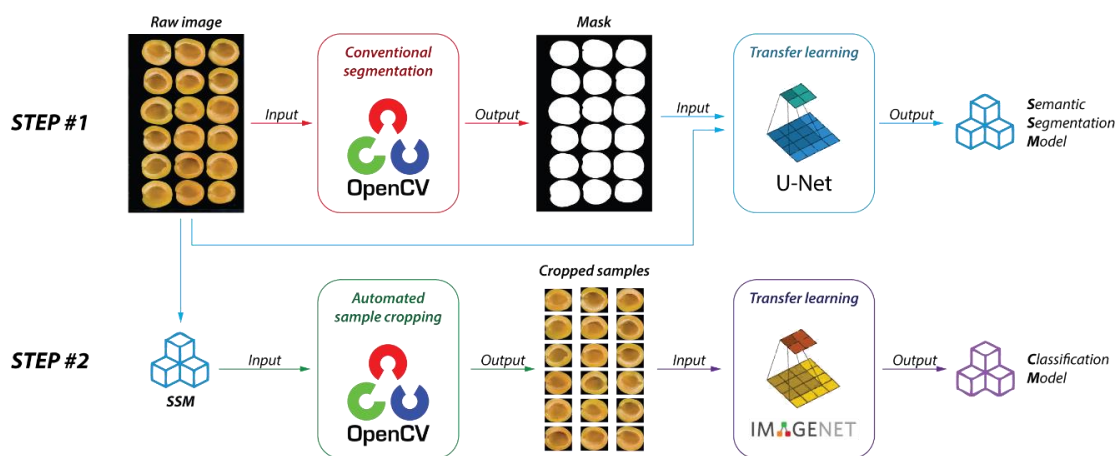 Raw image
Mask
Conventional
segmentation
Transfer learning
STEP #1
Input
Output
Input
Output
Semantic
Segmentation
Model
OpenCV
U-Net
Cropped samples
Automated
sample cropping
Transfer learning
STEP #2
Input
Output
Input
Output
Classification
Model
SSM
OpenCV
IMAGENET